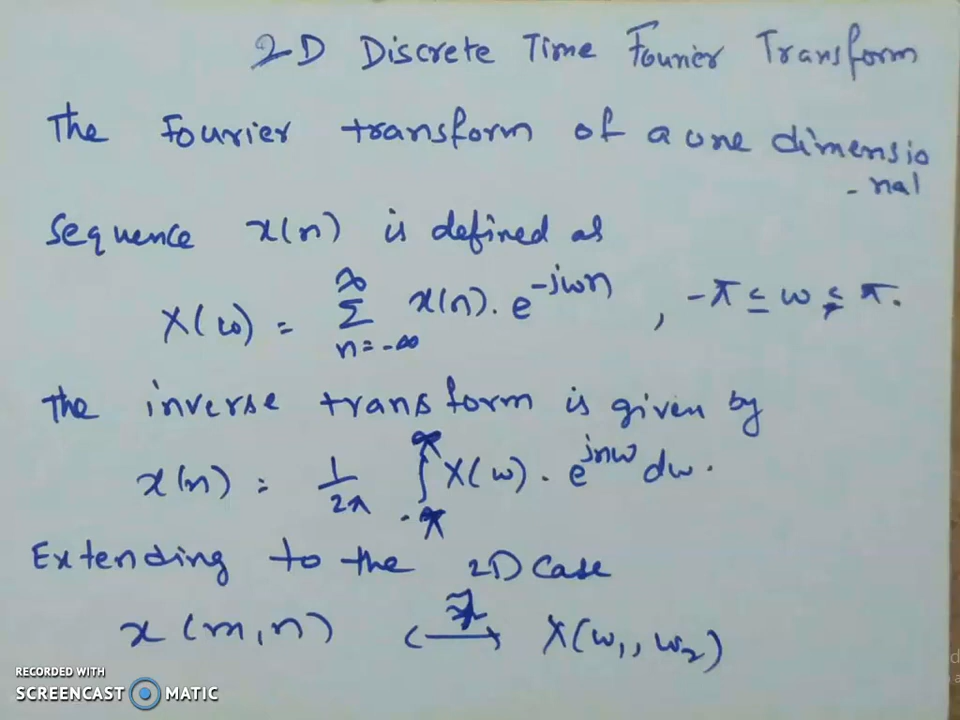 2D Discrete Time Fourier Transform
The Fourier transform of a one dimensio
-nal
sequence x(n) is defined as
X(ω) = ∑_{n=-∞}^{∞} x(n). e^{-jωn} , -π ≤ ω ≤ π.
The inverse transform is given by
x(n) = 1/2π ∫_{-π}^{π} X(ω). e^{jnω} dω.
Extending to the 2D case
x(m,n) ⟷^{F} X(ω₁, ω₂)
RECORDED WITH
SCREENCAST MATIC